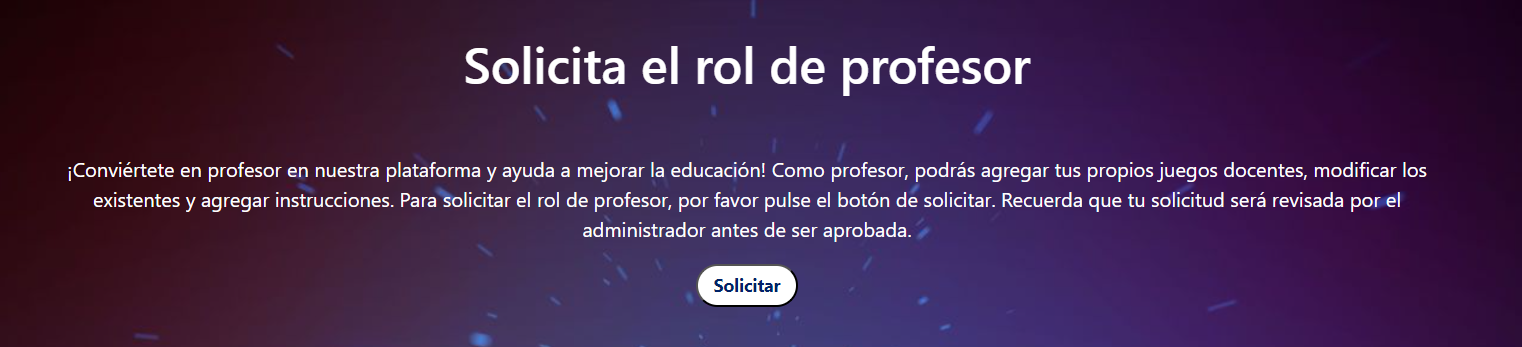 Solicita el rol de profesor
¡Conviértete en profesor en nuestra plataforma y ayuda a mejorar la educación! Como profesor, podrás agregar tus propios juegos docentes, modificar los
existentes y agregar instrucciones. Para solicitar el rol de profesor, por favor pulse el botón de solicitar. Recuerda que tu solicitud será revisada por el
administrador antes de ser aprobada.
Solicitar